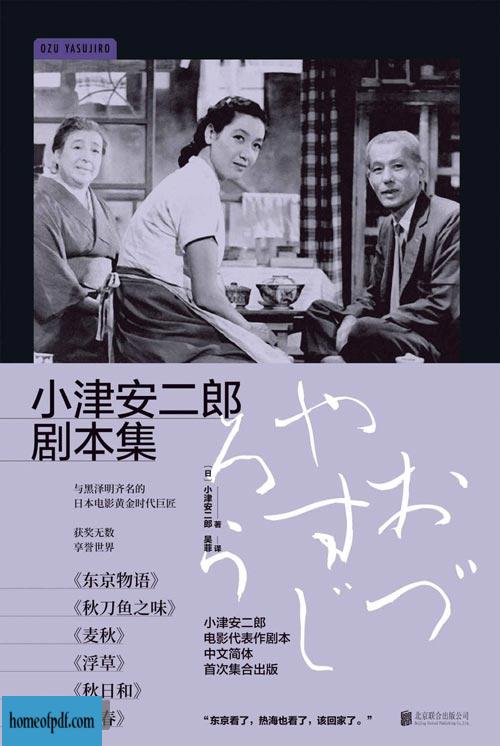 OZU YASUJIRO
小津安二郎
剧本集
与黑泽明齐名的
日本电影黄金时代巨匠
获奖无数
享誉世界
〔日〕小津安二郎 著
吴菲 译
おづ
やすじ
ろう
《东京物语》
《秋刀鱼之味》
《麦秋》
《浮草》
《秋日和》
春》
小津安二郎
电影代表作剧本
中文简体
首次集合出版
“东京看了，热海也看了，该回家了。”
北京联合出版公司
Beijing United Publishing Co.,Ltd.
homeofpdf.com